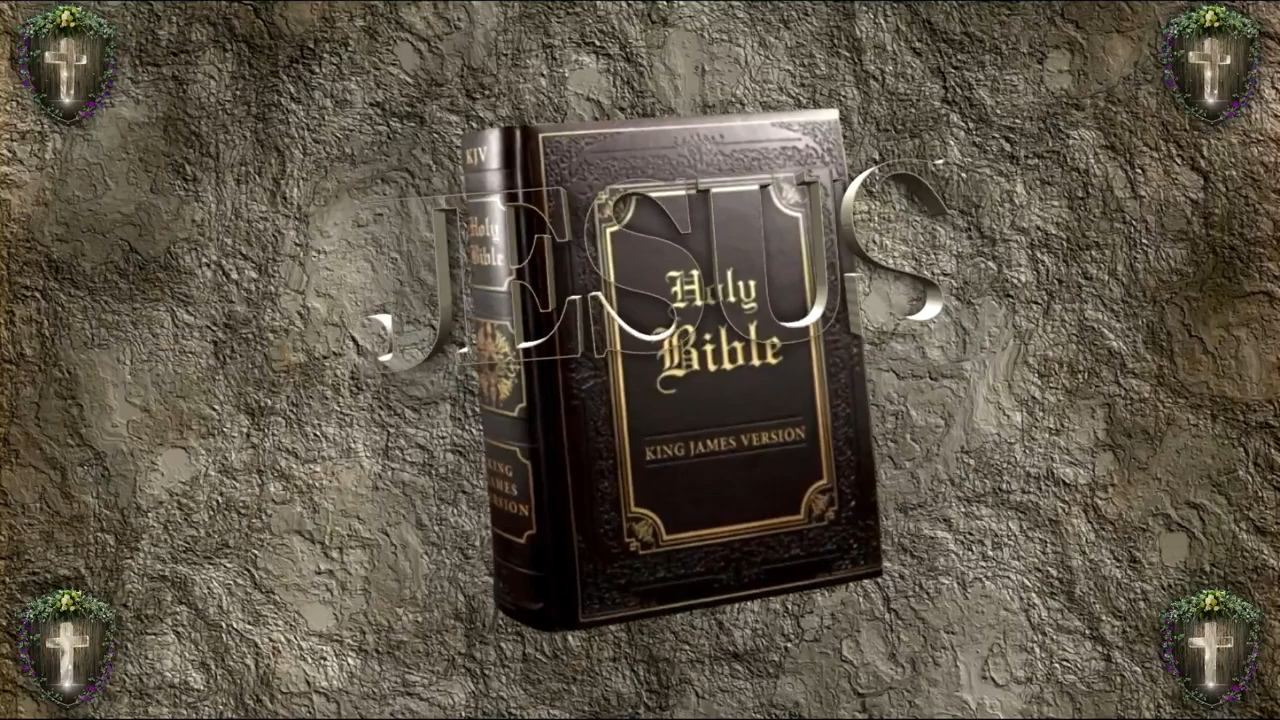 JESUS
KJV
Holy
Bible
KING
JAMES
VERSION
Holy
Bible
KING JAMES VERSION